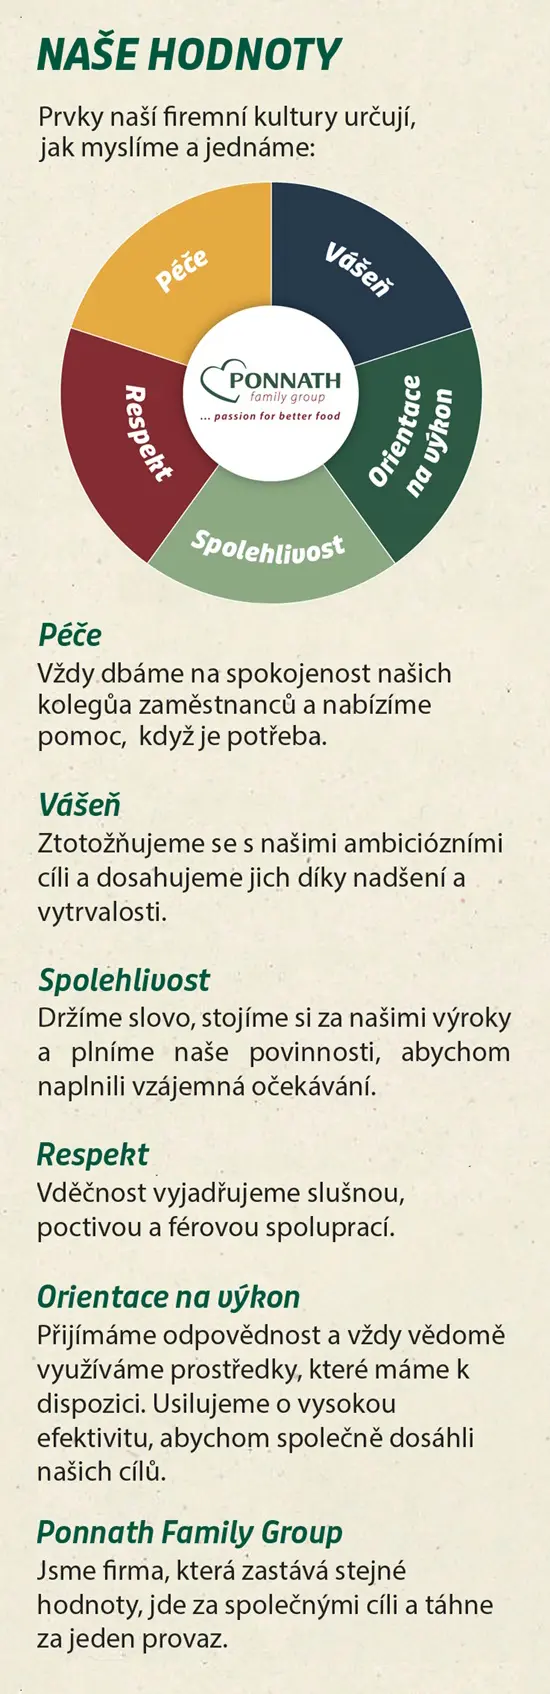 NAŠE HODNOTY
Prvky naší firemní kultury určují,
jak myslíme a jednáme:
Péče
Vášeň
Respekt
PONNATH
family group
... passion for better food
Orientace
na výkon
Spolehlivost
Péče
Vždy dbáme na spokojenost našich
kolegůa zaměstnanců a nabízíme
pomoc, když je potřeba.
Vášeň
Ztotožňujeme se s našimi ambiciózními
cíli a dosahujeme jich díky nadšení a
vytrvalosti.
Spolehlivost
Držíme slovo, stojíme si za našimi výroky
a plníme naše povinnosti, abychom
naplnili vzájemná očekávání.
Respekt
Vděčnost vyjadřujeme slušnou,
poctivou a férovou spoluprací.
Orientace na výkon
Přijímáme odpovědnost a vždy vědomě
využíváme prostředky, které máme k
dispozici. Usilujeme o vysokou
efektivitu, abychom společně dosáhli
našich cílů.
Ponnath Family Group
Jsme firma, která zastává stejné
hodnoty, jde za společnými cíli a táhne
za jeden provaz.